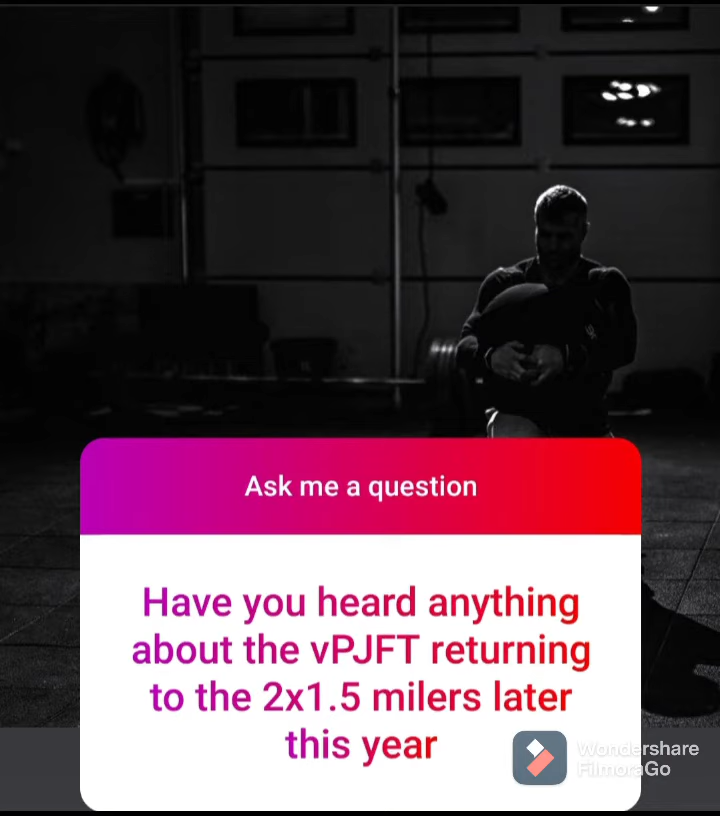 Ask me a question
Have you heard anything
about the vPJFT returning
to the 2x1.5 milers later
this year
Wondershare
FilmoraGo